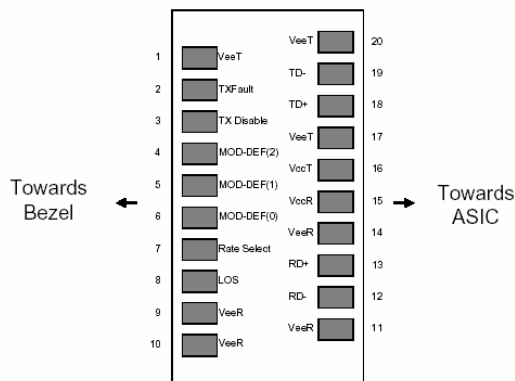 VeeT 20
1 VeeT
TD- 19
2 TXFault
TD+ 18
3 TX Disable
VeeT 17
4 MOD-DEF(2)
VccT 16
5 MOD-DEF(1)
Towards
Bezel
VccR 15
Towards
ASIC
6 MOD-DEF(0)
VeeR 14
7 Rate Select
RD+ 13
8 LOS
RD- 12
9 VeeR
VeeR 11
10 VeeR